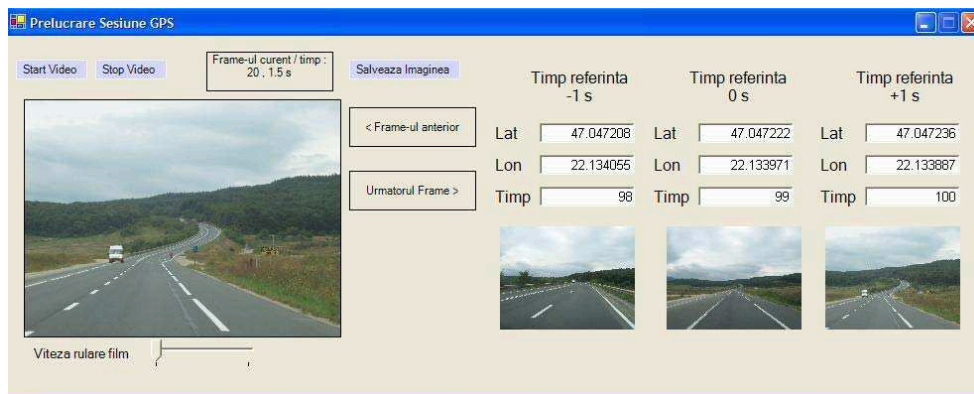 Prelucrare Sesiune GPS
Start Video
Stop Video
Frame-ul curent / timp :
20 , 1.5 s
Salveaza Imaginea
< Frame-ul anterior
Urmatorul Frame >
Viteza rulare film
Timp referinta
-1 s
Lat 47.047208
Lon 22.134055
Timp 98
Timp referinta
0 s
Lat 47.047222
Lon 22.133971
Timp 99
Timp referinta
+1 s
Lat 47.047236
Lon 22.133887
Timp 100